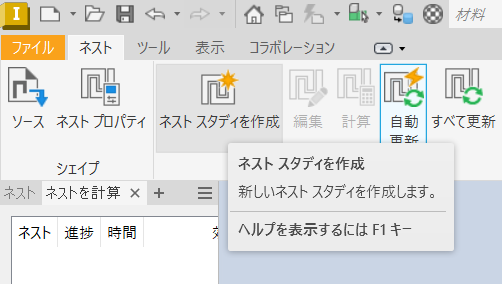 I 材料
ファイル ネスト ツール 表示 コラボレーション
ソース ネスト プロパティ ネスト スタディを作成 編集 計算 自動 すべて更新
更新
シェイプ
ネスト スタディを作成
新しいネスト スタディを作成します。
ヘルプを表示するには F1 キー
ネスト ネストを計算 × +
ネスト 進捗 時間